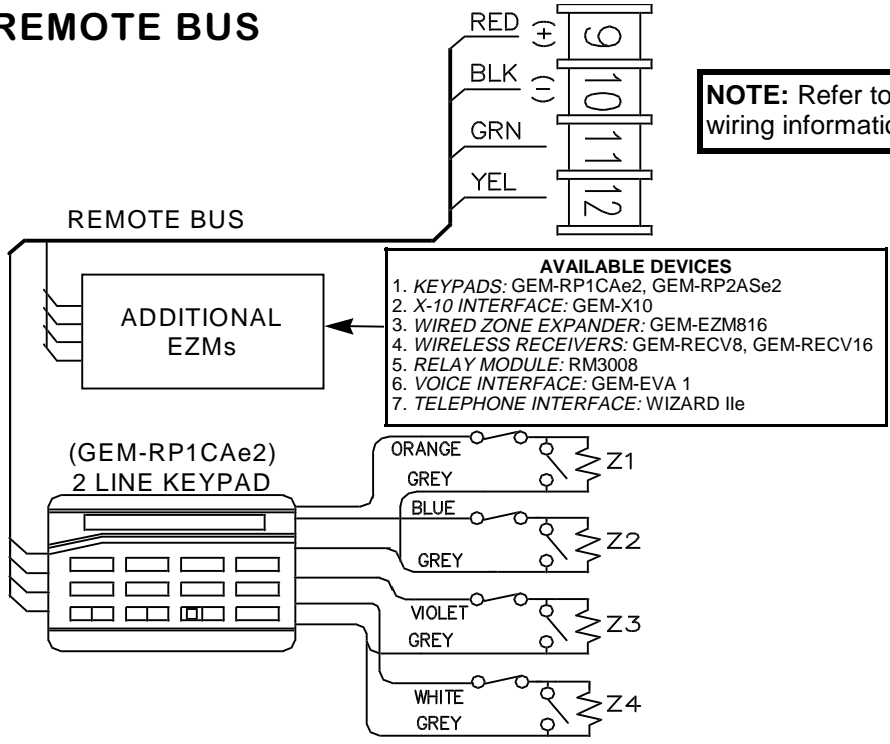 REMOTE BUS
RED (+) 9
BLK (-) 10
GRN 11
YEL 12
NOTE: Refer to
wiring informatio
REMOTE BUS
ADDITIONAL
EZMs
AVAILABLE DEVICES
1. KEYPADS: GEM-RP1CAe2, GEM-RP2ASe2
2. X-10 INTERFACE: GEM-X10
3. WIRED ZONE EXPANDER: GEM-EZM816
4. WIRELESS RECEIVERS: GEM-RECV8, GEM-RECV16
5. RELAY MODULE: RM3008
6. VOICE INTERFACE: GEM-EVA 1
7. TELEPHONE INTERFACE: WIZARD IIe
(GEM-RP1CAe2)
2 LINE KEYPAD
ORANGE
Z1
GREY
BLUE
Z2
GREY
VIOLET
Z3
GREY
WHITE
Z4
GREY